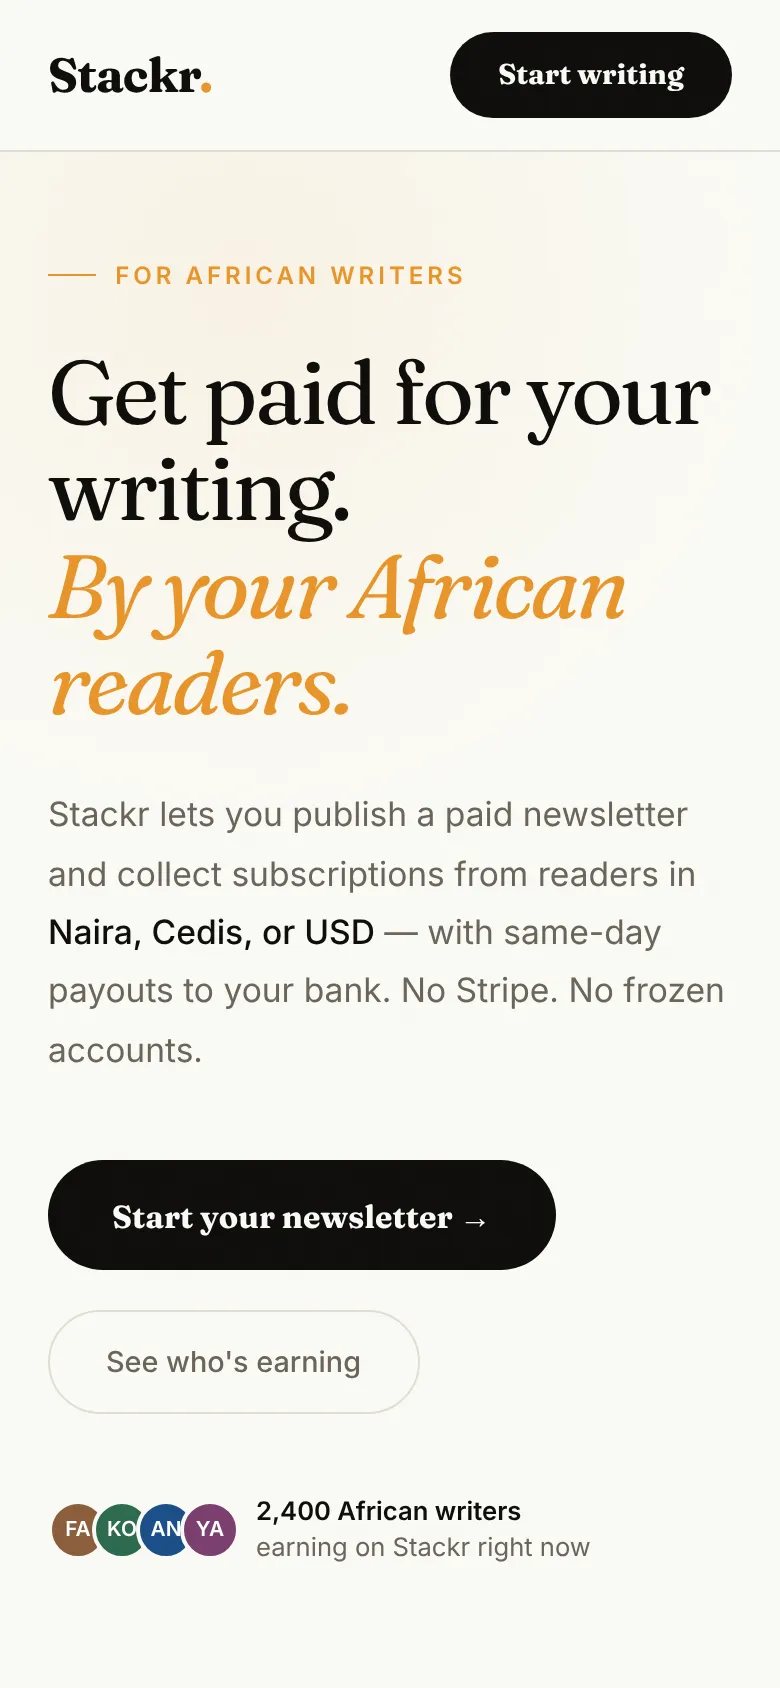 Stackr.
Start writing
FOR AFRICAN WRITERS
Get paid for your
writing.
By your African
readers.
Stackr lets you publish a paid newsletter
and collect subscriptions from readers in
Naira, Cedis, or USD — with same-day
payouts to your bank. No Stripe. No frozen
accounts.
Start your newsletter →
See who's earning
FA KO AN YA
2,400 African writers
earning on Stackr right now